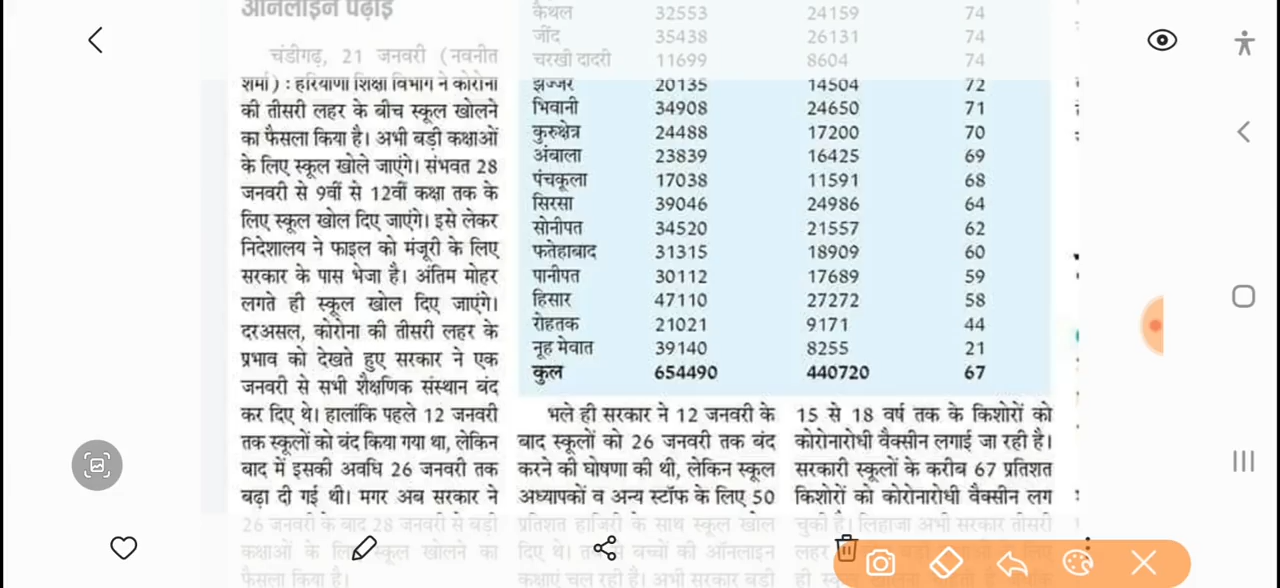 ऑनलाइन पढ़ाई
चंडीगढ़, 21 जनवरी (नवनीत
शर्मा) : हरियाणा शिक्षा विभाग ने कोरोना
की तीसरी लहर के बीच स्कूल खोलने
का फैसला किया है। अभी बड़ी कक्षाओं
के लिए स्कूल खोले जाएंगे। संभवत 28
जनवरी से 9वीं से 12वीं कक्षा तक के
लिए स्कूल खोल दिए जाएंगे। इसे लेकर
निदेशालय ने फाइल को मंजूरी के लिए
सरकार के पास भेजा है। अंतिम मोहर
लगते ही स्कूल खोल दिए जाएंगे।
दरअसल, कोरोना की तीसरी लहर के
प्रभाव को देखते हुए सरकार ने एक
जनवरी से सभी शैक्षणिक संस्थान बंद
कर दिए थे। हालांकि पहले 12 जनवरी
तक स्कूलों को बंद किया गया था, लेकिन
बाद में इसकी अवधि 26 जनवरी तक
बढ़ा दी गई थी। मगर अब सरकार ने
26 जनवरी के बाद 28 जनवरी से बड़ी
कक्षाओं के लिए स्कूल खोलने का
फैसला किया है।
कैथल 32553 24159 74
जींद 35438 26131 74
चरखी दादरी 11699 8604 74
झज्जर 20135 14504 72
भिवानी 34908 24650 71
कुरुक्षेत्र 24488 17200 70
अंबाला 23839 16425 69
पंचकूला 17038 11591 68
सिरसा 39046 24986 64
सोनीपत 34520 21557 62
फतेहाबाद 31315 18909 60
पानीपत 30112 17689 59
हिसार 47110 27272 58
रोहतक 21021 9171 44
नूह मेवात 39140 8255 21
कुल 654490 440720 67
भले ही सरकार ने 12 जनवरी के
बाद स्कूलों को 26 जनवरी तक बंद
करने की घोषणा की थी, लेकिन स्कूल
अध्यापकों व अन्य स्टॉफ के लिए 50
प्रतिशत हाजिरी के साथ स्कूल खोल
दिए थे। बच्चों की ऑनलाइन
कक्षाएं चल रही हैं। अभी सरकार बड़ी
15 से 18 वर्ष तक के किशोरों को
कोरोनारोधी वैक्सीन लगाई जा रही है।
सरकारी स्कूलों के करीब 67 प्रतिशत
किशोरों को कोरोनारोधी वैक्सीन लग
चुकी है। लिहाजा अभी सरकार तीसरी
लहर
ही